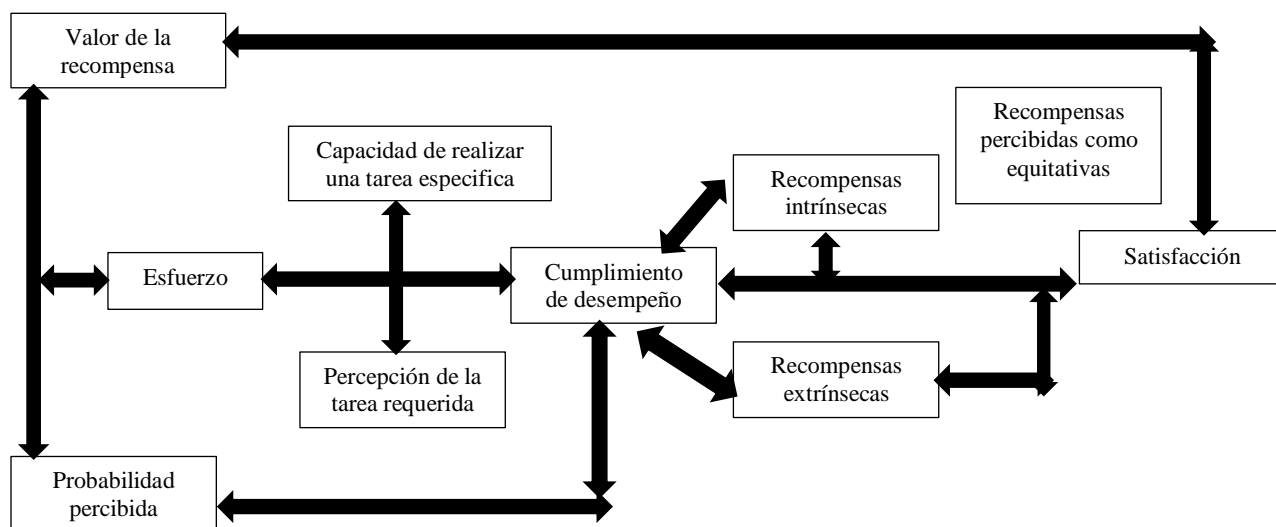 Valor de la
recompensa
Recompensas
percibidas como
equitativas
Capacidad de realizar
una tarea especifica
Recompensas
intrínsecas
Esfuerzo
Cumplimiento
de desempeño
Satisfacción
Percepción de la
tarea requerida
Recompensas
extrínsecas
Probabilidad
percibida